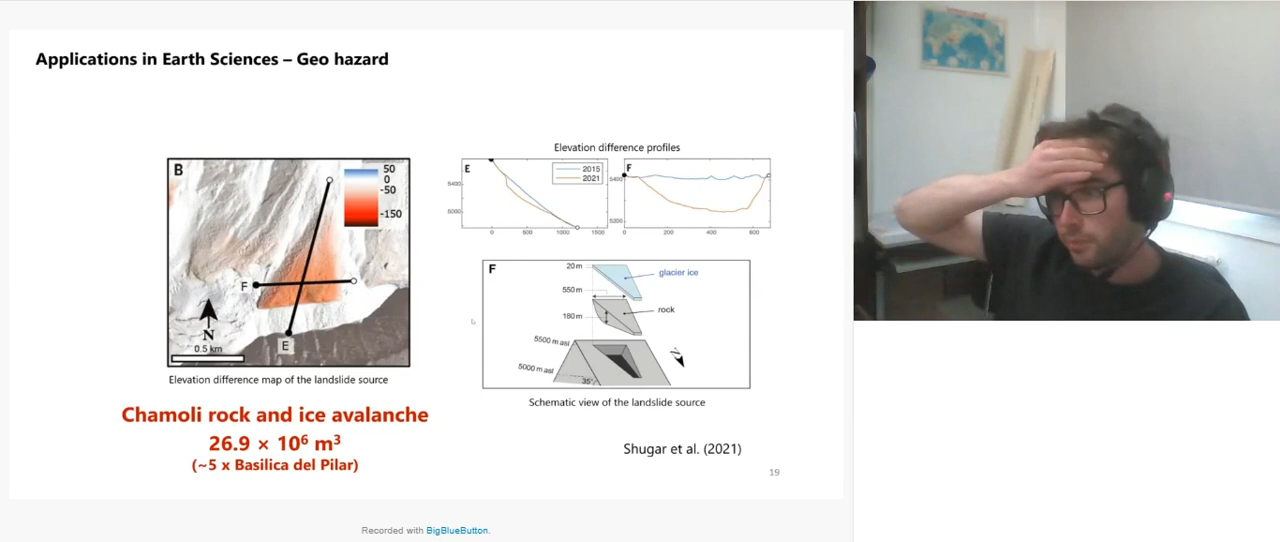 Applications in Earth Sciences – Geo hazard
B
50
0
-50
-150
F
N
0.5 km
E
Elevation difference map of the landslide source
Chamoli rock and ice avalanche
26.9 × 10⁶ m³
(~5 x Basilica del Pilar)
Elevation difference profiles
E
2015
2021
5400
5000
0
500
1000
1500
F
5400
5200
0
200
400
600
F
20 m
glacier ice
550 m
rock
180 m
5500 m asl
5000 m asl
35°
N
Schematic view of the landslide source
Shugar et al. (2021)
19
Recorded with BigBlueButton.